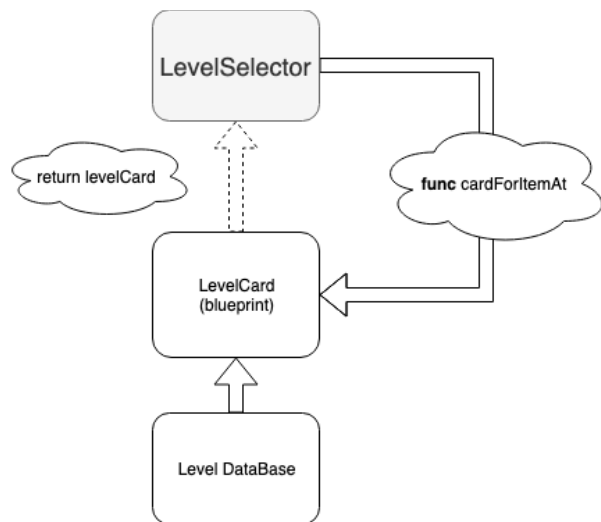 LevelSelector
return levelCard
func cardForItemAt
LevelCard
(blueprint)
Level DataBase